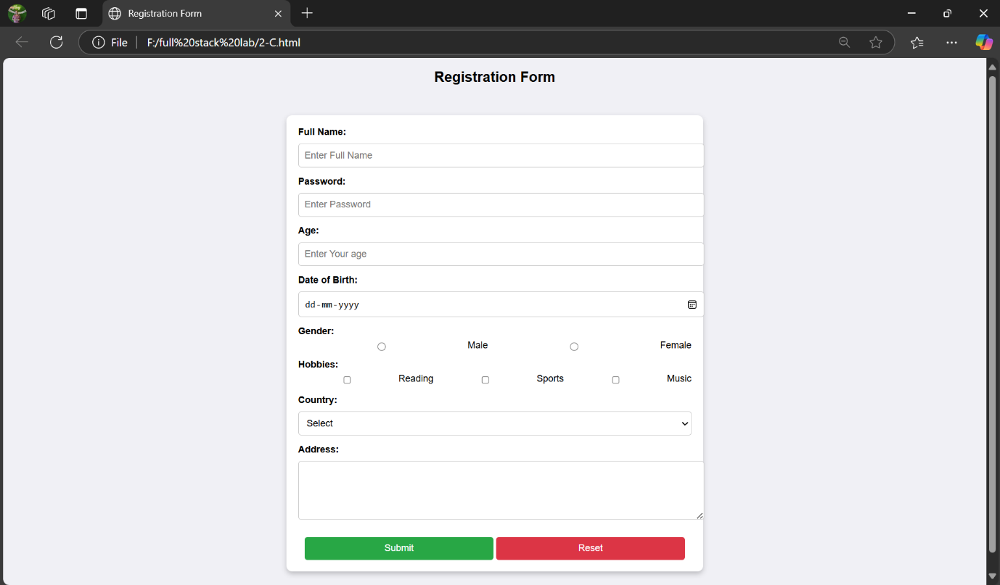 Registration Form
File F:/full%20stack%20lab/2-C.html
Registration Form
Full Name:
Enter Full Name
Password:
Enter Password
Age:
Enter Your age
Date of Birth:
dd-mm-yyyy
Gender:
Male Female
Hobbies:
Reading Sports Music
Country:
Select
Address:
Submit Reset